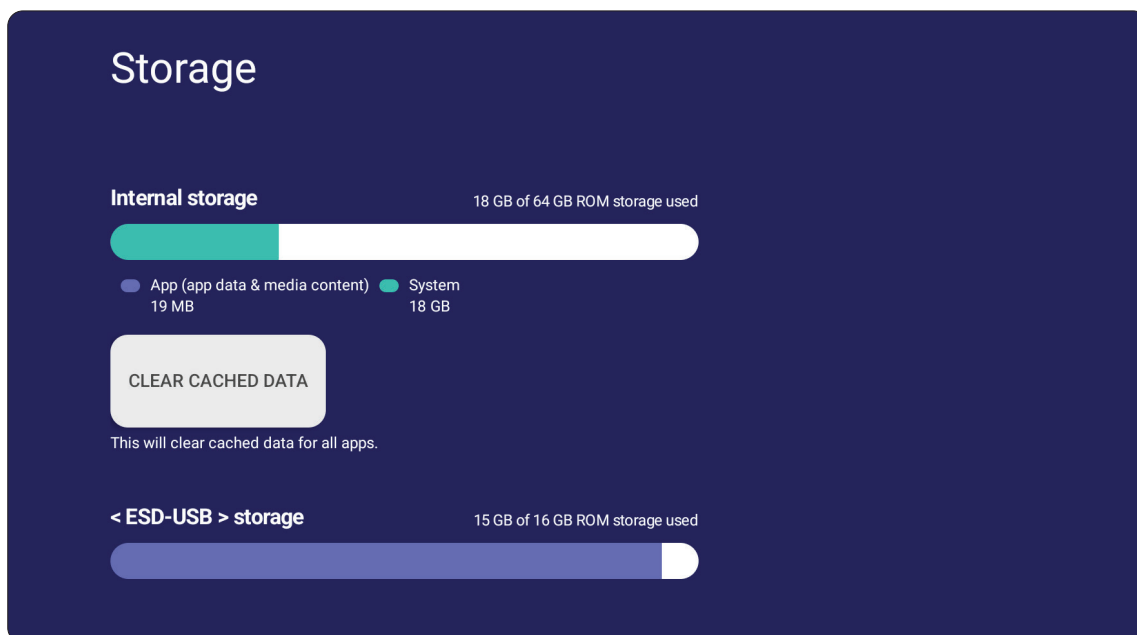 Storage
Internal storage
18 GB of 64 GB ROM storage used
App (app data & media content)
System
19 MB
18 GB
CLEAR CACHED DATA
This will clear cached data for all apps.
< ESD-USB > storage
15 GB of 16 GB ROM storage used